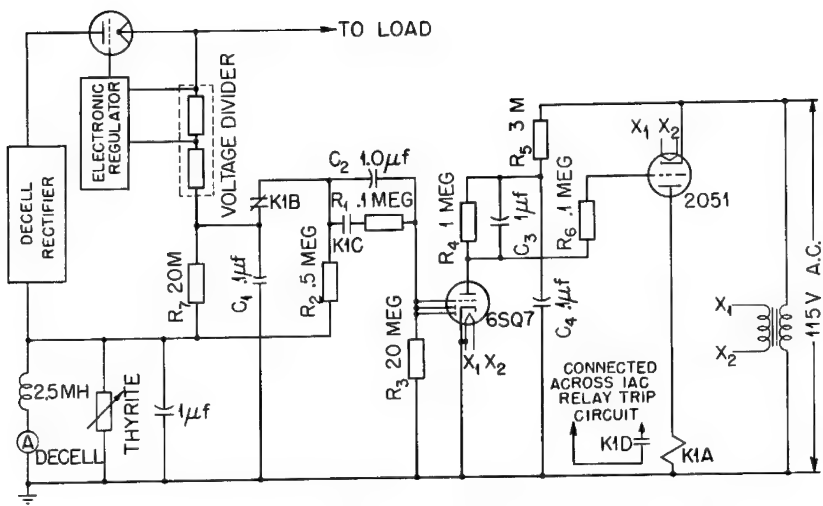 TO LOAD
ELECTRONIC
REGULATOR
VOLTAGE DIVIDER
DECELL
RECTIFIER
C2 1.0µf
K1B
R1 .1 MEG
K1C
R7 20M
C1 .1µf
R2 .5 MEG
R3 20 MEG
R4 1 MEG
C3 1µf
R5 3 M
R6 .1 MEG
X1 X2
2051
6SQ7
X1 X2
C4 .1µf
X1
X2
115V A.C.
2,5MH
THYRITE
1µf
A
DECELL
CONNECTED
ACROSS IAC
RELAY TRIP
CIRCUIT
K1D
K1A